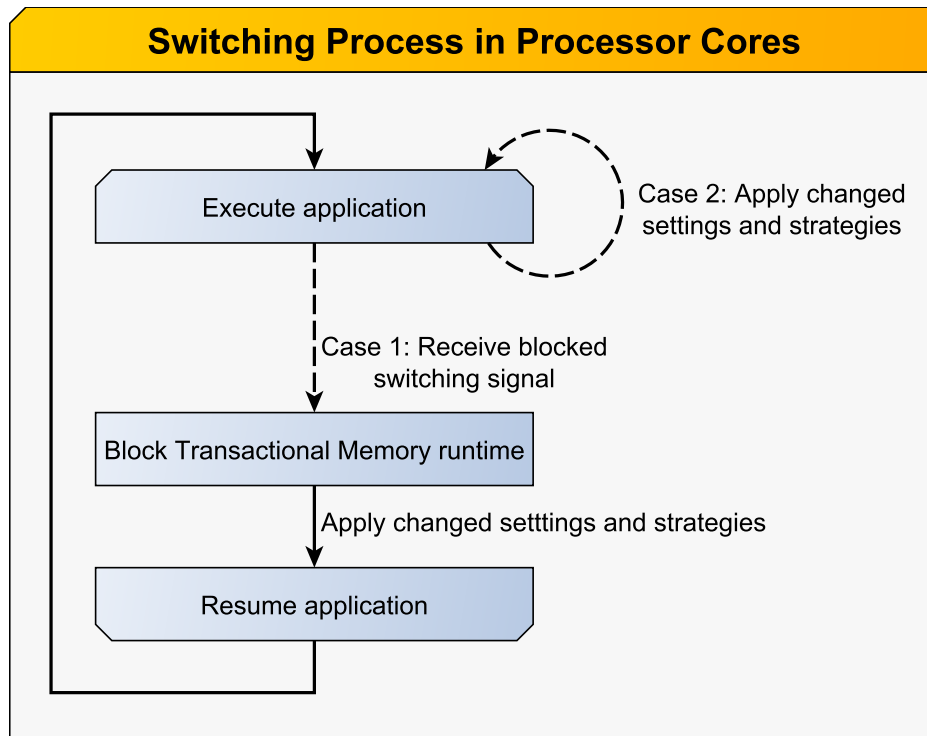 Switching Process in Processor Cores
Execute application
Case 2: Apply changed
settings and strategies
Case 1: Receive blocked
switching signal
Block Transactional Memory runtime
Apply changed setttings and strategies
Resume application